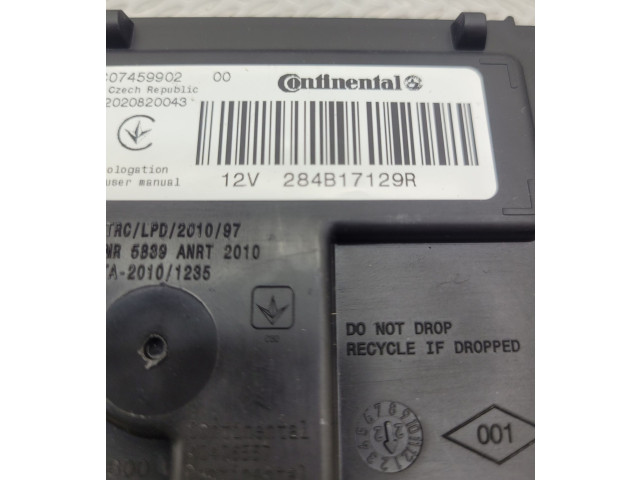 C07459902 00
Continental
Czech Republic
2020820043
ologation
user manual
12V 284B17129R
TRC/LPD/2010/97
NR 5839 ANRT 2010
TA-2010/1235
DO NOT DROP
RECYCLE IF DROPPED
001